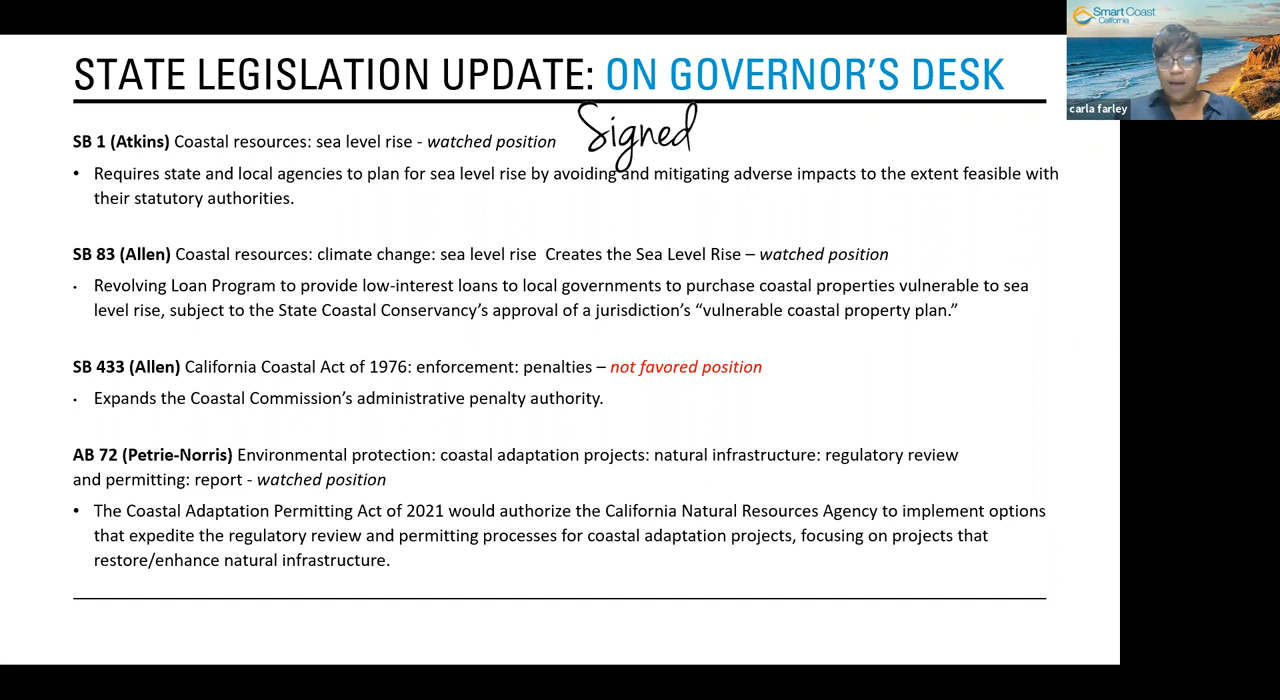 Smart Coast
California
carla farley
STATE LEGISLATION UPDATE: ON GOVERNOR'S DESK
Signed
SB 1 (Atkins) Coastal resources: sea level rise - watched position
• Requires state and local agencies to plan for sea level rise by avoiding and mitigating adverse impacts to the extent feasible with
their statutory authorities.
SB 83 (Allen) Coastal resources: climate change: sea level rise  Creates the Sea Level Rise – watched position
• Revolving Loan Program to provide low-interest loans to local governments to purchase coastal properties vulnerable to sea
level rise, subject to the State Coastal Conservancy's approval of a jurisdiction's “vulnerable coastal property plan.”
SB 433 (Allen) California Coastal Act of 1976: enforcement: penalties – not favored position
• Expands the Coastal Commission's administrative penalty authority.
AB 72 (Petrie-Norris) Environmental protection: coastal adaptation projects: natural infrastructure: regulatory review
and permitting: report - watched position
• The Coastal Adaptation Permitting Act of 2021 would authorize the California Natural Resources Agency to implement options
that expedite the regulatory review and permitting processes for coastal adaptation projects, focusing on projects that
restore/enhance natural infrastructure.